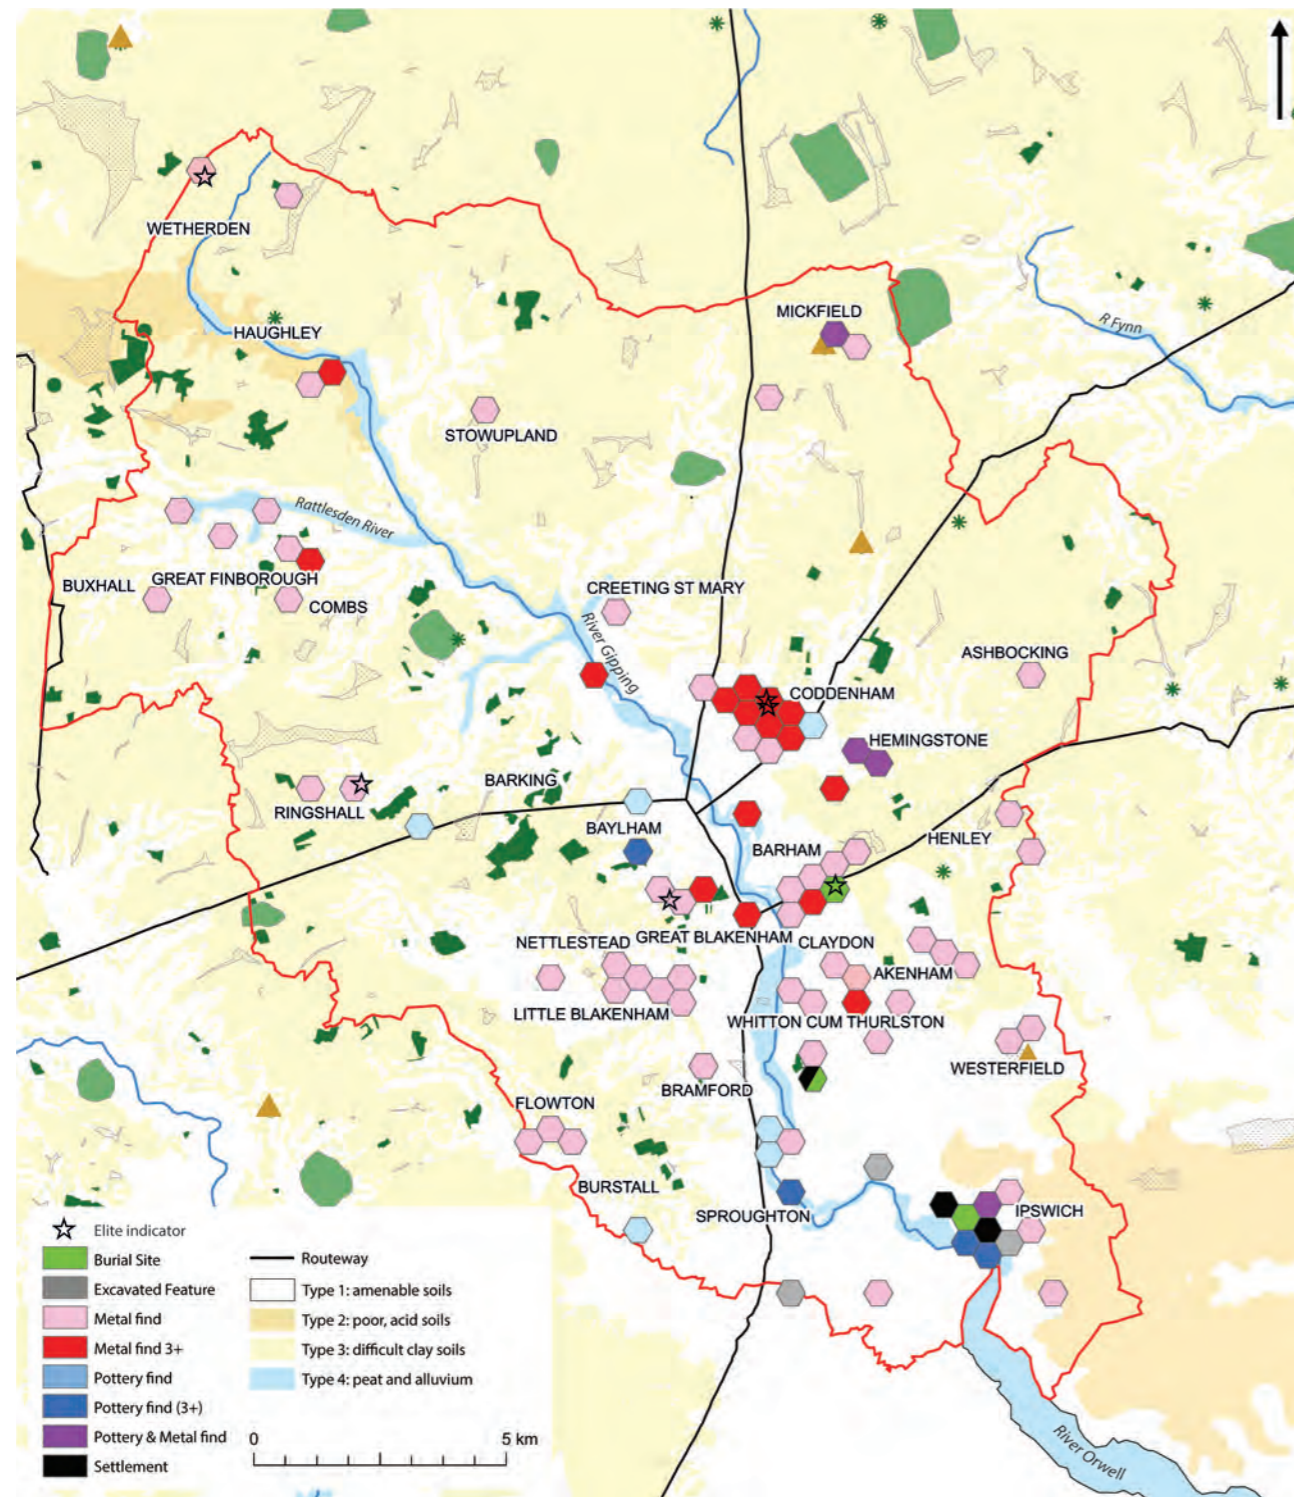 WETHERDEN
HAUGHLEY
MICKFIELD
R Fynn
STOWUPLAND
Rattlesden River
BUXHALL
GREAT FINBOROUGH
COMBS
CREETING ST MARY
River Gipping
ASHBOCKING
CODDENHAM
HEMINGSTONE
BARKING
RINGSHALL
BAYLHAM
BARHAM
HENLEY
NETTLESTEAD
GREAT BLAKENHAM
CLAYDON
AKENHAM
LITTLE BLAKENHAM
WHITTON CUM THURLSTON
WESTERFIELD
BRAMFORD
FLOWTON
BURSTALL
SPROUGHTON
IPSWICH
River Orwell
Elite indicator
Burial Site
Excavated Feature
Metal find
Metal find 3+
Pottery find
Pottery find (3+)
Pottery & Metal find
Settlement
Routeway
Type 1: amenable soils
Type 2: poor, acid soils
Type 3: difficult clay soils
Type 4: peat and alluvium
0
5 km